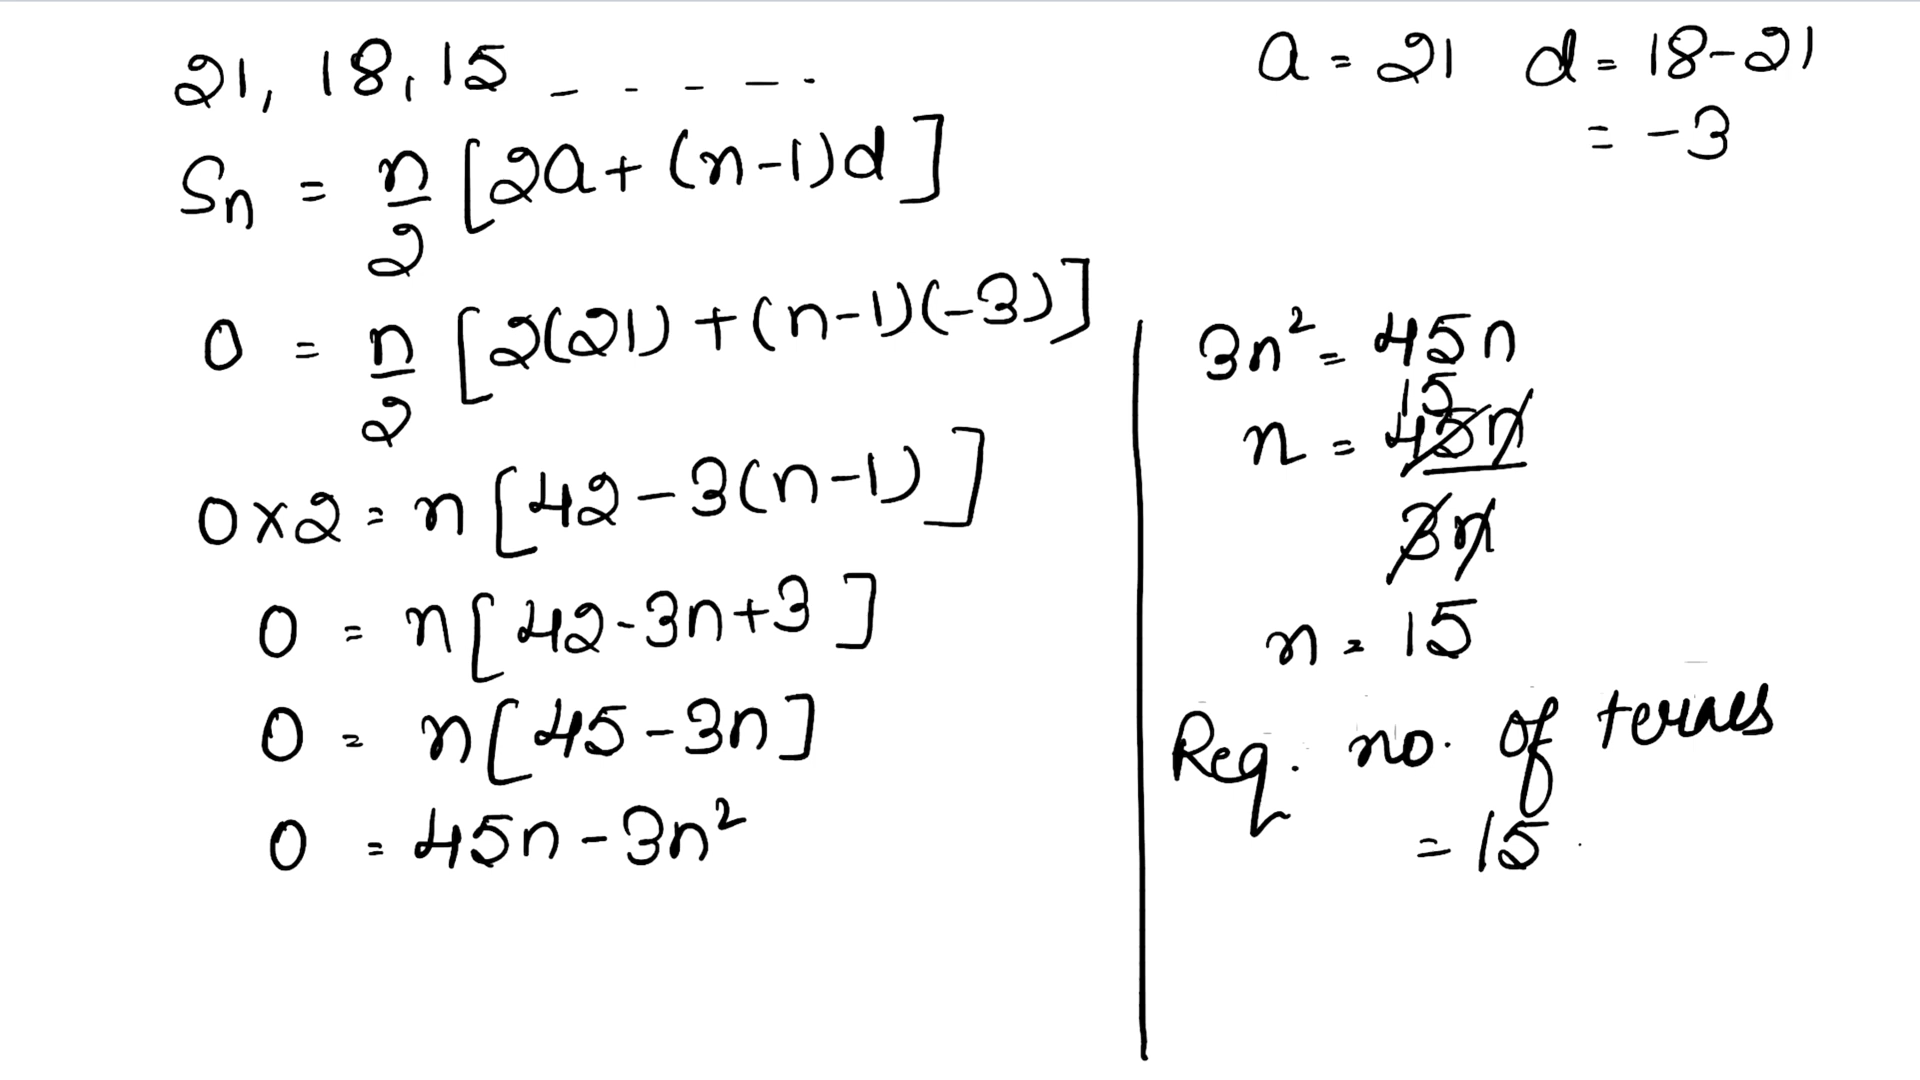 21, 18, 15 _ . _ _ .
a = 21 d = 18-21
= -3
Sn = n/2 [2a+ (n-1)d]
0 = n/2 [2(21) + (n-1)(-3)]
0x2 = n [42-3(n-1)]
0 = n[42-3n+3]
0 = n[45-3n]
0 = 45n-3n²
3n² = 45n
15
n = 45n/3n
n = 15
Req. no. of terms
= 15